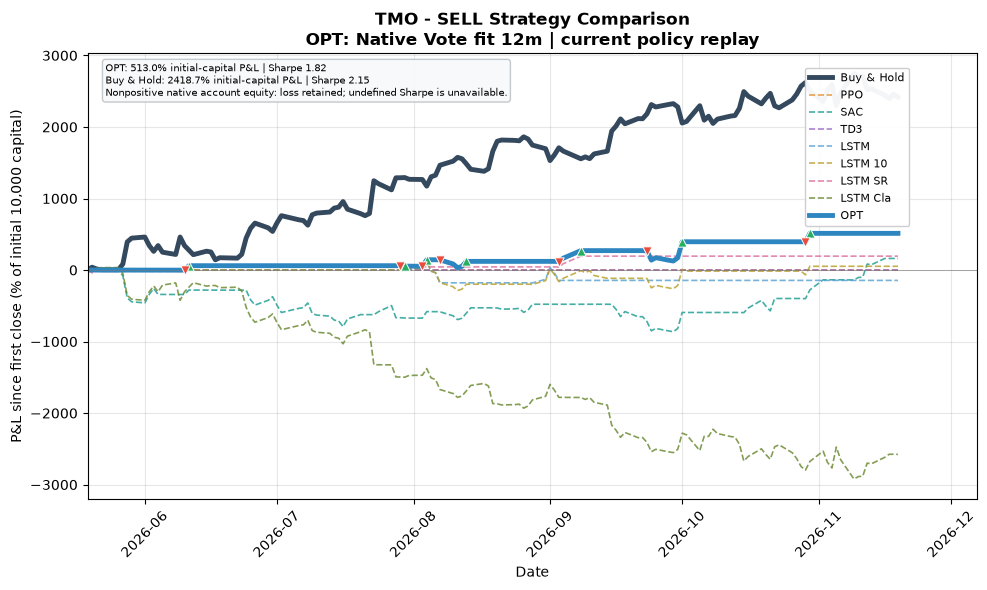 TMO - SELL Strategy Comparison
OPT: Native Vote fit 12m | current policy replay
OPT: 513.0% initial-capital P&L | Sharpe 1.82
Buy & Hold: 2418.7% initial-capital P&L | Sharpe 2.15
Nonpositive native account equity: loss retained; undefined Sharpe is unavailable.
Buy & Hold
PPO
SAC
TD3
LSTM
LSTM 10
LSTM SR
LSTM Cla
OPT
P&L since first close (% of initial 10,000 capital)
3000
2000
1000
0
−1000
−2000
−3000
2026-06
2026-07
2026-08
2026-09
2026-10
2026-11
2026-12
Date